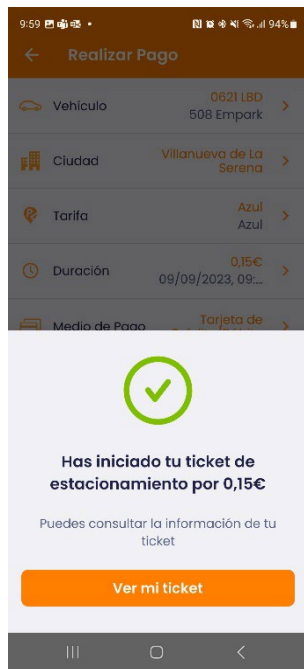 9:59
94%
Realizar Pago
Vehículo
0621 LBD
508 Empark
Ciudad
Villanueva de La
Serena
Tarifa
Azul
Azul
Duración
0,15€
09/09/2023, 09:...
Medio de Pago
Tarjeta de
Has iniciado tu ticket de
estacionamiento por 0,15€
Puedes consultar la información de tu
ticket
Ver mi ticket